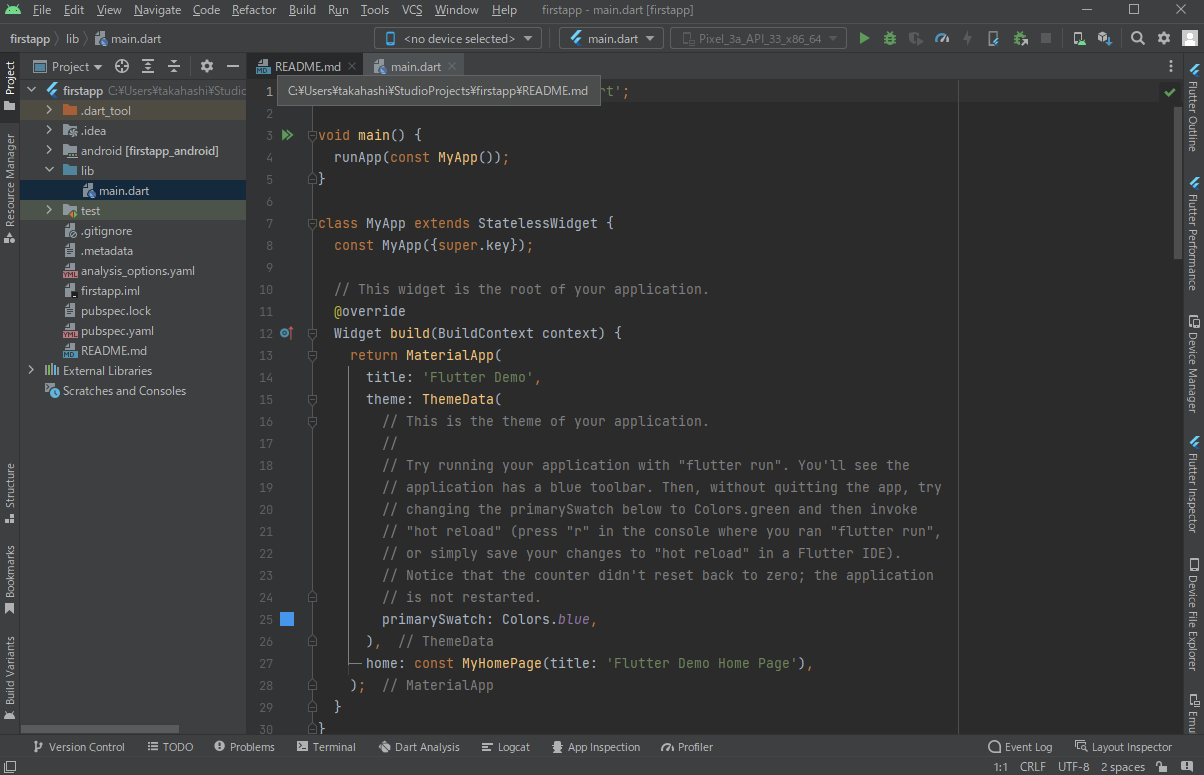 File Edit View Navigate Code Refactor Build Run Tools VCS Window Help firstapp - main.dart [firstapp]
firstapp lib main.dart <no device selected> main.dart Pixel_3a_API_33_x86_64
Project
README.md main.dart
C:¥Users¥takahashi¥StudioProjects¥firstapp¥README.md
Project
Resource Manager
Structure
Bookmarks
Build Variants
firstapp C:¥Users¥takahashi¥Studio
.dart_tool
.idea
android [firstapp_android]
lib
main.dart
test
.gitignore
.metadata
analysis_options.yaml
firstapp.iml
pubspec.lock
pubspec.yaml
README.md
External Libraries
Scratches and Consoles
1 rt';
2
3 void main() {
4 runApp(const MyApp());
5 }
6
7 class MyApp extends StatelessWidget {
8 const MyApp({super.key});
9
10 // This widget is the root of your application.
11 @override
12 Widget build(BuildContext context) {
13 return MaterialApp(
14 title: 'Flutter Demo',
15 theme: ThemeData(
16 // This is the theme of your application.
17 //
18 // Try running your application with "flutter run". You'll see the
19 // application has a blue toolbar. Then, without quitting the app, try
20 // changing the primarySwatch below to Colors.green and then invoke
21 // "hot reload" (press "r" in the console where you ran "flutter run",
22 // or simply save your changes to "hot reload" in a Flutter IDE).
23 // Notice that the counter didn't reset back to zero; the application
24 // is not restarted.
25 primarySwatch: Colors.blue,
26 ), // ThemeData
27 home: const MyHomePage(title: 'Flutter Demo Home Page'),
28 ); // MaterialApp
29 }
30 }
Flutter Outline
Flutter Performance
Device Manager
Flutter Inspector
Device File Explorer
Emu
Version Control TODO Problems Terminal Dart Analysis Logcat App Inspection Profiler Event Log Layout Inspector
1:1 CRLF UTF-8 2 spaces